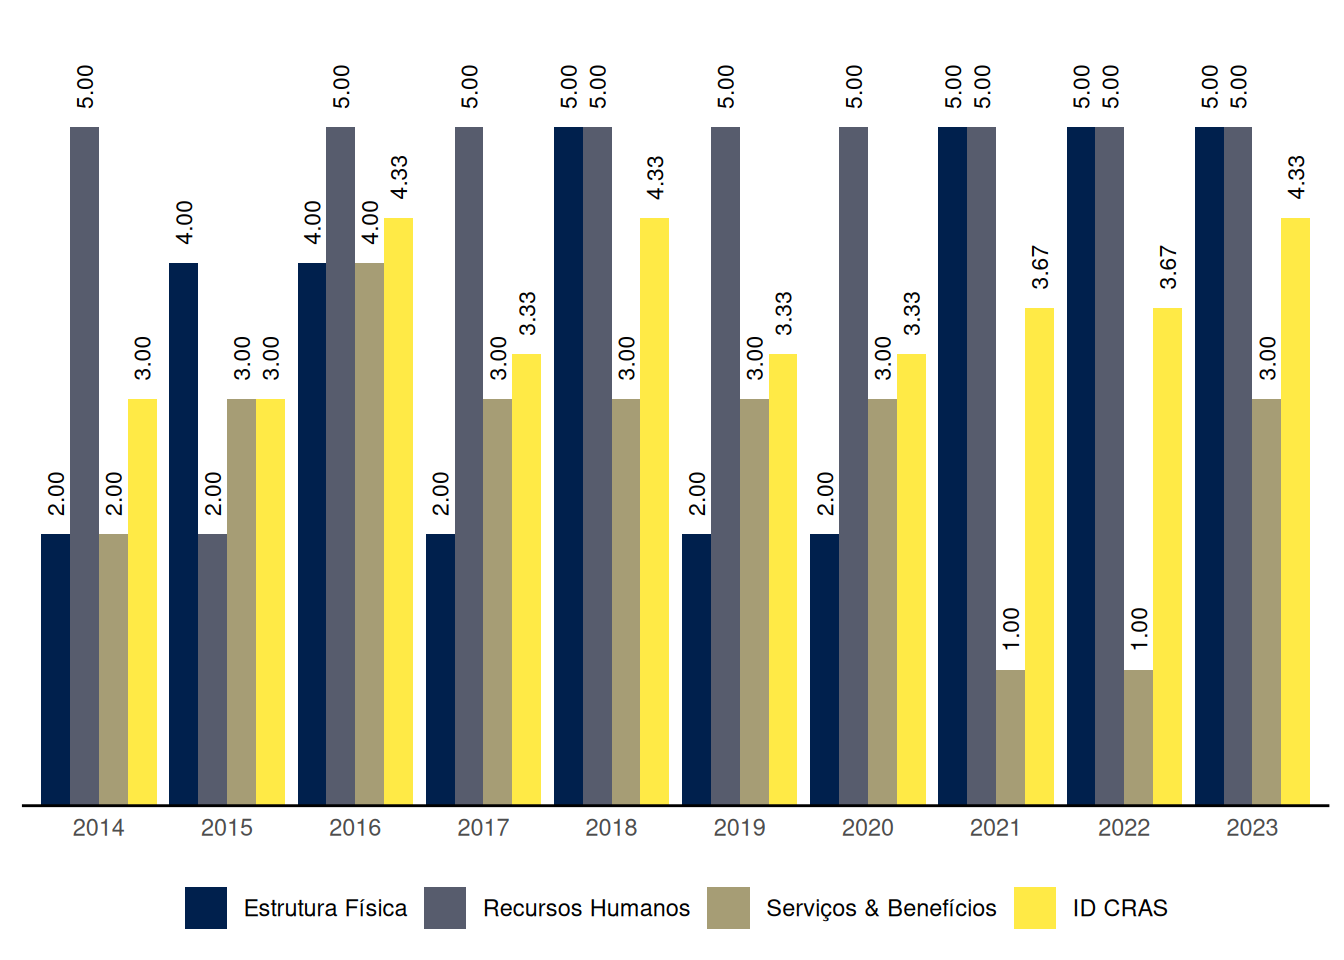 5.00 5.00 5.00 5.00 5.00 5.00 5.00 5.00 5.00 5.00 5.00 5.00 5.00
4.33 4.33 4.33
4.00 4.00 4.00
3.67 3.67
3.33 3.33 3.33
3.00 3.00 3.00 3.00 3.00 3.00 3.00 3.00
2.00 2.00 2.00 2.00 2.00 2.00
1.00 1.00
2014 2015 2016 2017 2018 2019 2020 2021 2022 2023
Estrutura Física Recursos Humanos Serviços & Benefícios ID CRAS